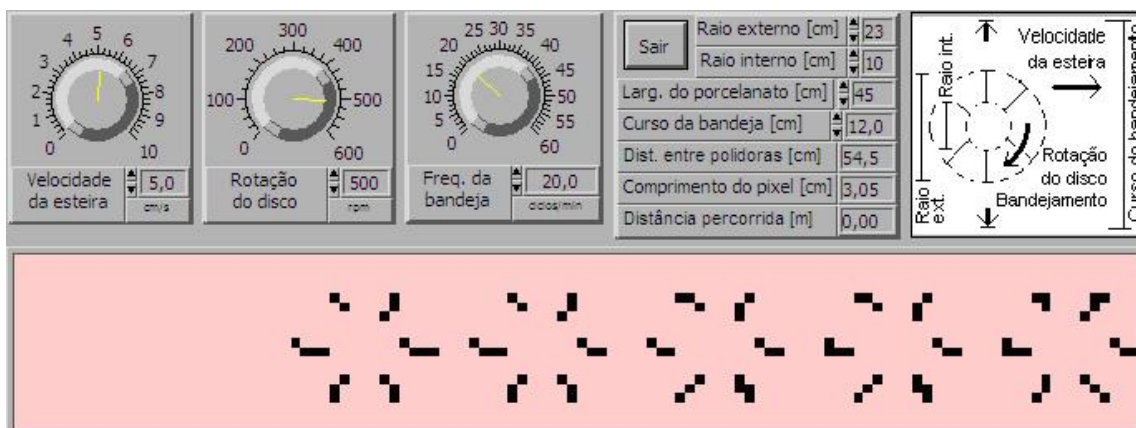 0 1 2 3 4 5 6 7 8 9 10
Velocidade
da esteira
5,0
cm/s
0 100 200 300 400 500 600
Rotação
do disco
500
rpm
0 5 10 15 20 25 30 35 40 45 50 55 60
Freq. da
bandeja
20,0
ciclos/min
Sair
Raio externo [cm] 23
Raio interno [cm] 10
Larg. do porcelanato [cm] 45
Curso da bandeja [cm] 12,0
Dist. entre polidoras [cm] 54,5
Comprimento do pixel [cm] 3,05
Distância percorrida [m] 0,00
Raio int.
Velocidade
da esteira
Rotação
do disco
Bandejamento
Raio
ext.
Curso do bandejamento